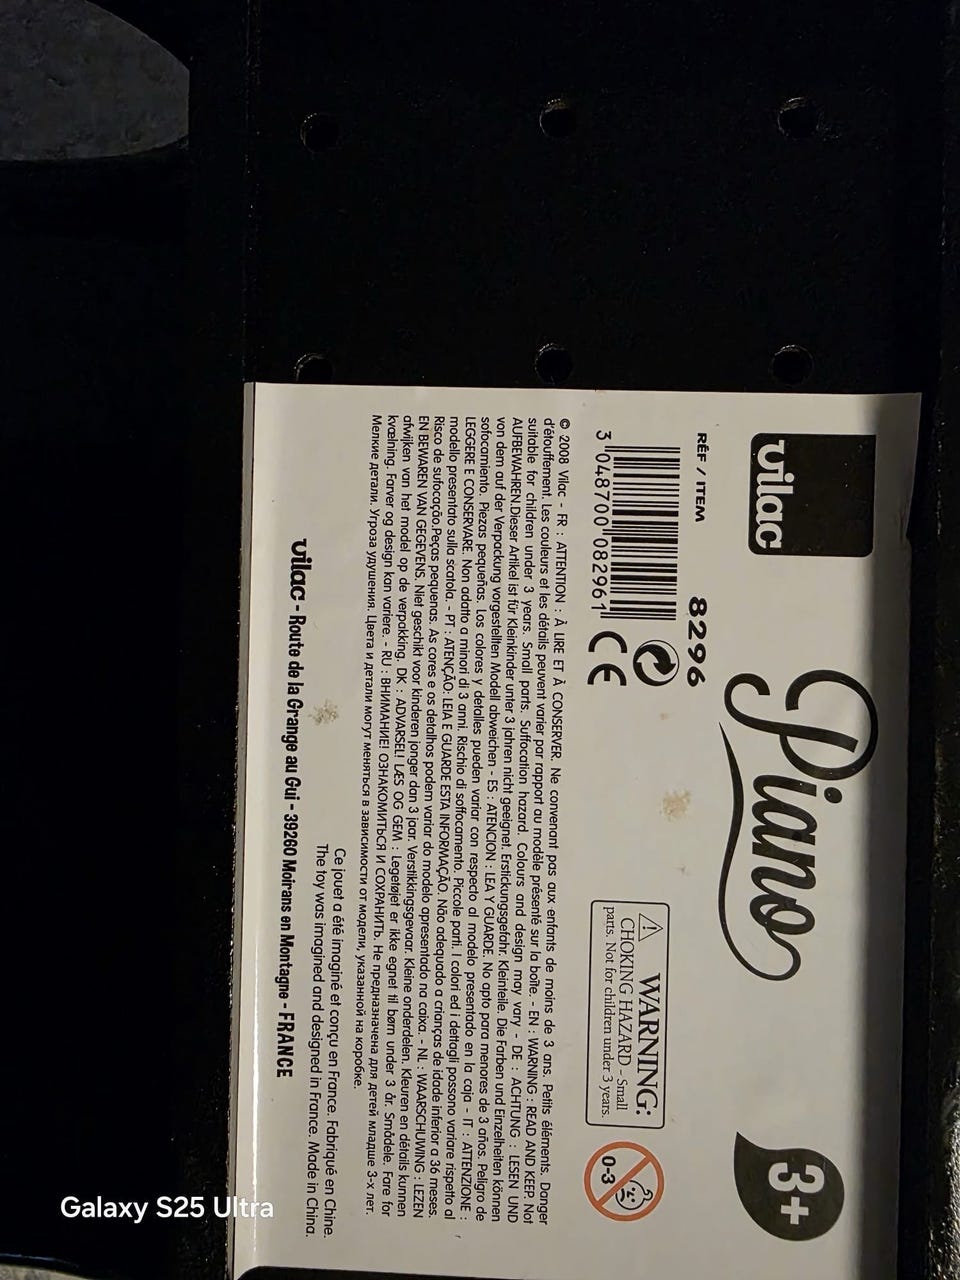 vilac
Piano
3+
RÉF / ITEM 8296
3 048700 082961
CE
WARNING:
CHOKING HAZARD - Small
parts. Not for children under 3 years.
0-3
© 2008 Vilac - FR : ATTENTION : À LIRE ET À CONSERVER. Ne convenant pas aux enfants de moins de 3 ans. Petits éléments. Danger
d'étouffement. Les couleurs et les détails peuvent varier par rapport au modèle présenté sur la boîte. - EN : WARNING : READ AND KEEP. Not
suitable for children under 3 years. Small parts. Suffocation hazard. Colours and design may vary - DE : ACHTUNG : LESEN UND
AUFBEWAHREN.Dieser Artikel ist für Kleinkinder unter 3 jahren nicht geeignet. Erstickungsgefahr. Kleinteile. Die Farben und Einzelheiten können
von dem auf der Verpackung vorgestellten Modell abweichen - ES : ATENCION : LEA Y GUARDE. No apto para menores de 3 años. Peligro de
sofocamiento. Piezas pequeñas. Los colores y detalles pueden variar con respecto al modelo presentado en la caja - IT : ATTENZIONE :
LEGGERE E CONSERVARE. Non adatto a minori di 3 anni. Rischio di soffocamento. Piccole parti. I colori ed i dettagli possono variare rispetto al
modello presentato sulla scatola. - PT : ATENÇÃO: LEIA E GUARDE ESTA INFORMAÇÃO. Não adequado a crianças de idade inferior a 36 meses.
Risco de sufocação.Peças pequenas. As cores e os detalhos podem variar do modelo apresentado na caixa. - NL : WAARSCHUWING : LEZEN
EN BEWAREN VAN GEGEVENS. Niet geschikt voor kinderen jonger dan 3 jaar. Verstikkingsgevaar. Kleine onderdelen. Kleuren en détails kunnen
afwijken van het model op de verpakking. DK : ADVARSEL! LÆS OG GEM : Legetøjet er ikke egnet til børn under 3 år. Smådele. Fare for
kvælning. Farver og design kan variere. - RU : ВНИМАНИЕ! ОЗНАКОМИТЬСЯ И СОХРАНИТЬ. Не предназначена для детей младше 3-х лет.
Мелкие детали. Угроза удушения. Цвета и детали могут меняться в зависимости от модели, указанной на коробке.
Ce jouet a été imaginé et conçu en France. Fabriqué en Chine.
The toy was imagined and designed in France. Made in China.
vilac - Route de la Grange au Gui - 39260 Moirans en Montagne - FRANCE
Galaxy S25 Ultra